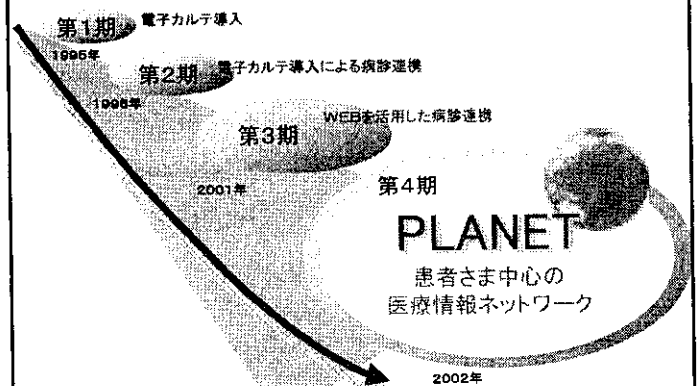 第1期 電子カルテ導入
1995年
第2期 電子カルテ導入による病診連携
1998年
第3期 WEBを活用した病診連携
2001年
第4期
PLANET
患者さま中心の
医療情報ネットワーク
2002年